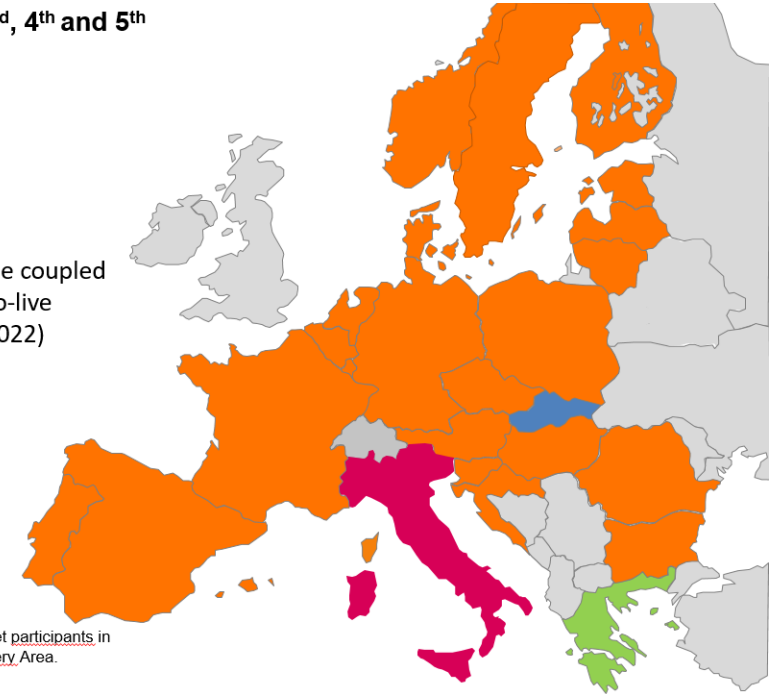 d, 4th and 5th
e coupled
o-live
022)
et participants in
ery Area.